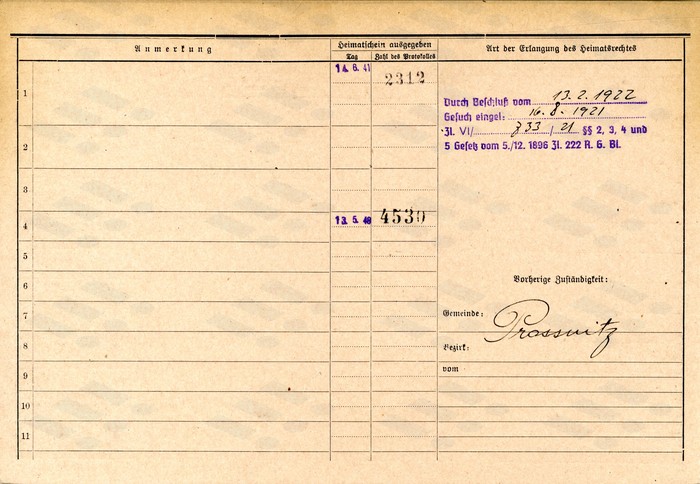 Anmerkung
Heimatschein ausgegeben
Tag
Zahl des Protokolles
Art der Erlangung des Heimatsrechtes
14. 6. 41
2312
1
Durch Beschluß vom 13. 2. 1922
Gesuch eingel: 16. 8. 1921
Zl. VI/ 733 / 21 §§ 2, 3, 4 und
5 Gesetz vom 5./12. 1896 Zl. 222 R. G. Bl.
2
3
4
13. 5. 48
4530
5
Vorherige Zuständigkeit:
6
7
Gemeinde: Prossnitz
8
Bezirk:
vom
9
10
11